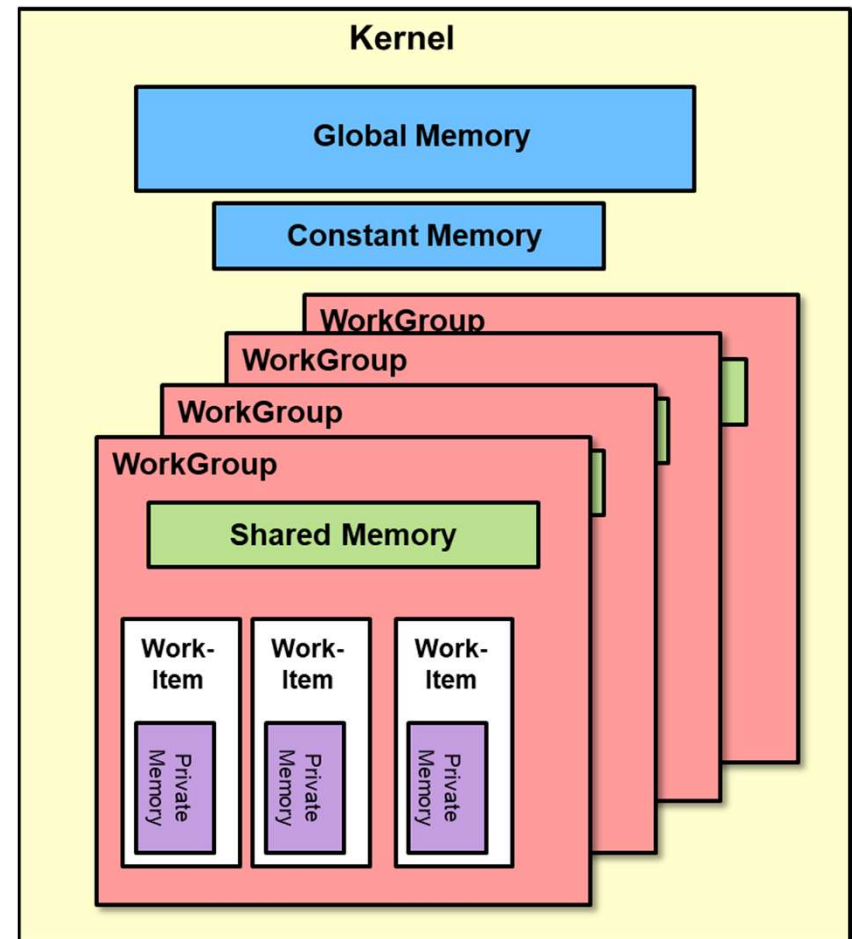 Kernel
Global Memory
Constant Memory
WorkGroup
WorkGroup
WorkGroup
WorkGroup
Shared Memory
Work-
Item
Work-
Item
Work-
Item
Private
Memory
Private
Memory
Private
Memory